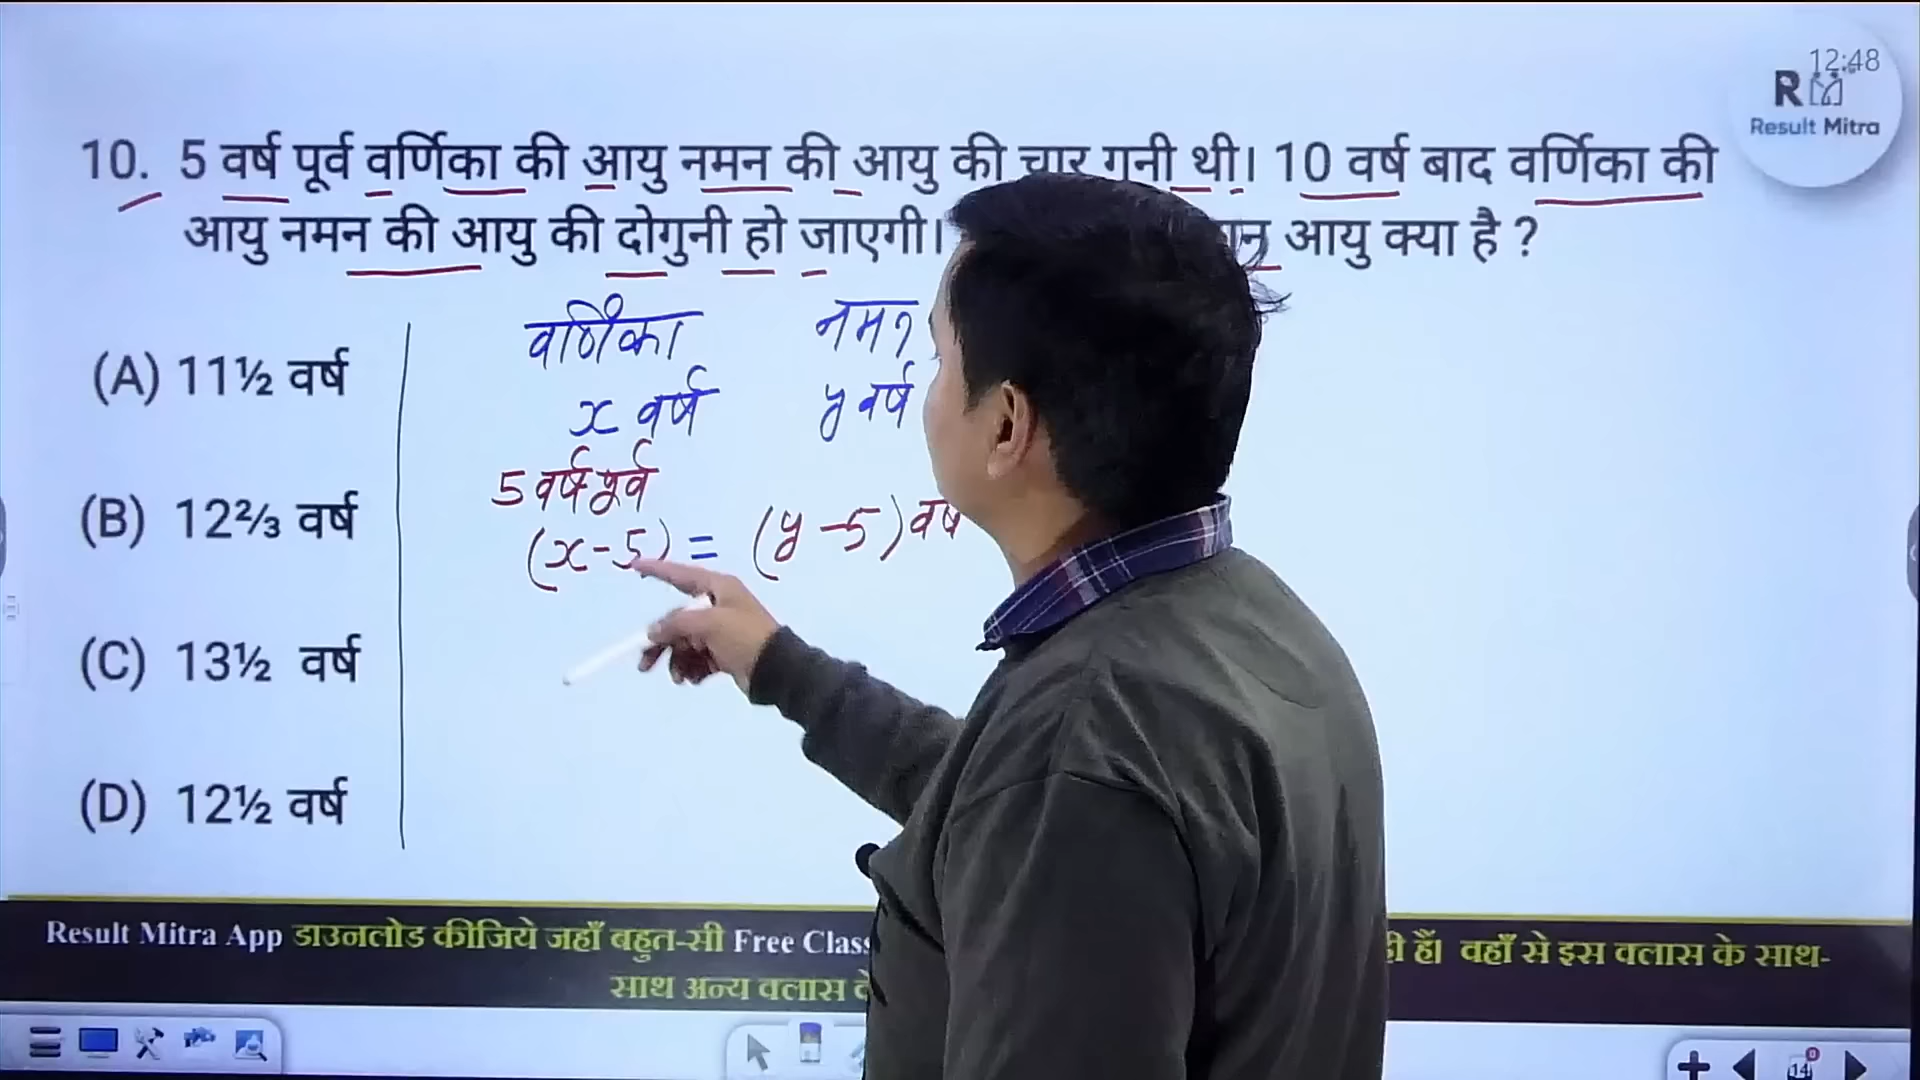 12:48
R
Result Mitra
10. 5 वर्ष पूर्व वर्णिका की आयु नमन की आयु की चार गुनी थी। 10 वर्ष बाद वर्णिका की
आयु नमन की आयु की दोगुनी हो जाएगी। आयु क्या है ?
वर्णिका नमन
(A) 11½ वर्ष
x वर्ष y वर्ष
5 वर्ष पूर्व
(B) 12⅔ वर्ष
(x-5) = (y-5) वर्ष
(C) 13½ वर्ष
(D) 12½ वर्ष
Result Mitra App डाउनलोड कीजिये जहाँ बहुत-सी Free हैं। वहाँ से इस क्लास के साथ-
साथ अन्य क्लास
14